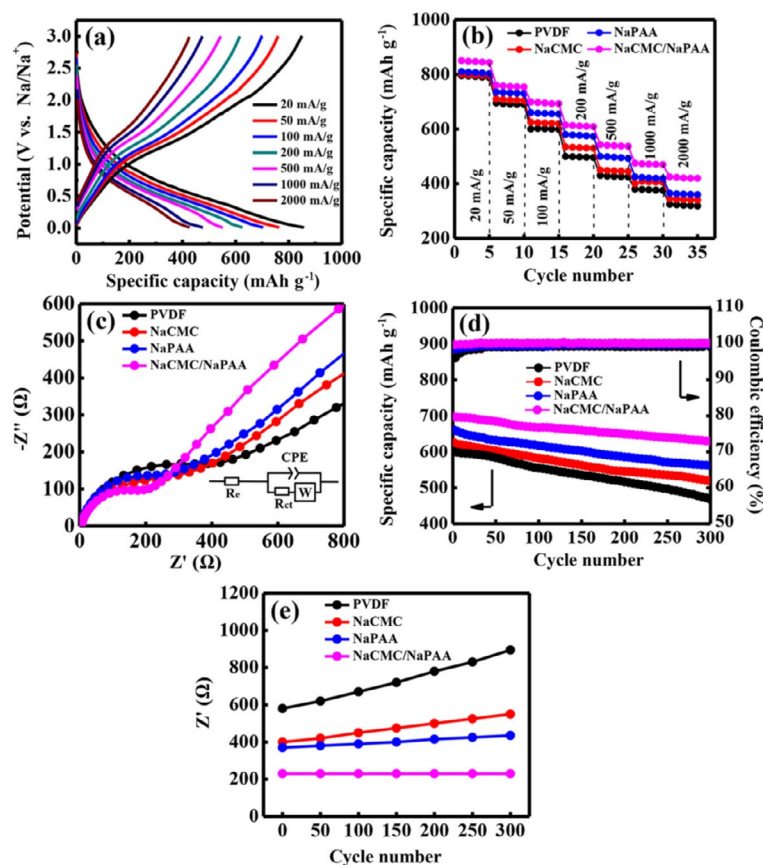 (a)
Potential (V vs. Na/Na⁺)
3.0
2.5
2.0
1.5
1.0
0.5
0.0
20 mA/g
50 mA/g
100 mA/g
200 mA/g
500 mA/g
1000 mA/g
2000 mA/g
0 200 400 600 800 1000
Specific capacity (mAh g⁻¹)
(b)
Specific capacity (mAh g⁻¹)
1000
800
600
400
200
PVDF NaPAA
NaCMC NaCMC/NaPAA
20 mA/g
50 mA/g
100 mA/g
200 mA/g
500 mA/g
1000 mA/g
2000 mA/g
0 5 10 15 20 25 30 35
Cycle number
(c)
-Z'' (Ω)
600
500
400
300
200
100
0
PVDF
NaCMC
NaPAA
NaCMC/NaPAA
CPE
Re
Rct
W
0 200 400 600 800
Z' (Ω)
(d)
Specific capacity (mAh g⁻¹)
1000
900
800
700
600
500
400
PVDF
NaCMC
NaPAA
NaCMC/NaPAA
110
100
90
80
70
60
50
Coulombic efficiency (%)
0 50 100 150 200 250 300
Cycle number
(e)
Z' (Ω)
1200
1000
800
600
400
200
0
PVDF
NaCMC
NaPAA
NaCMC/NaPAA
0 50 100 150 200 250 300
Cycle number